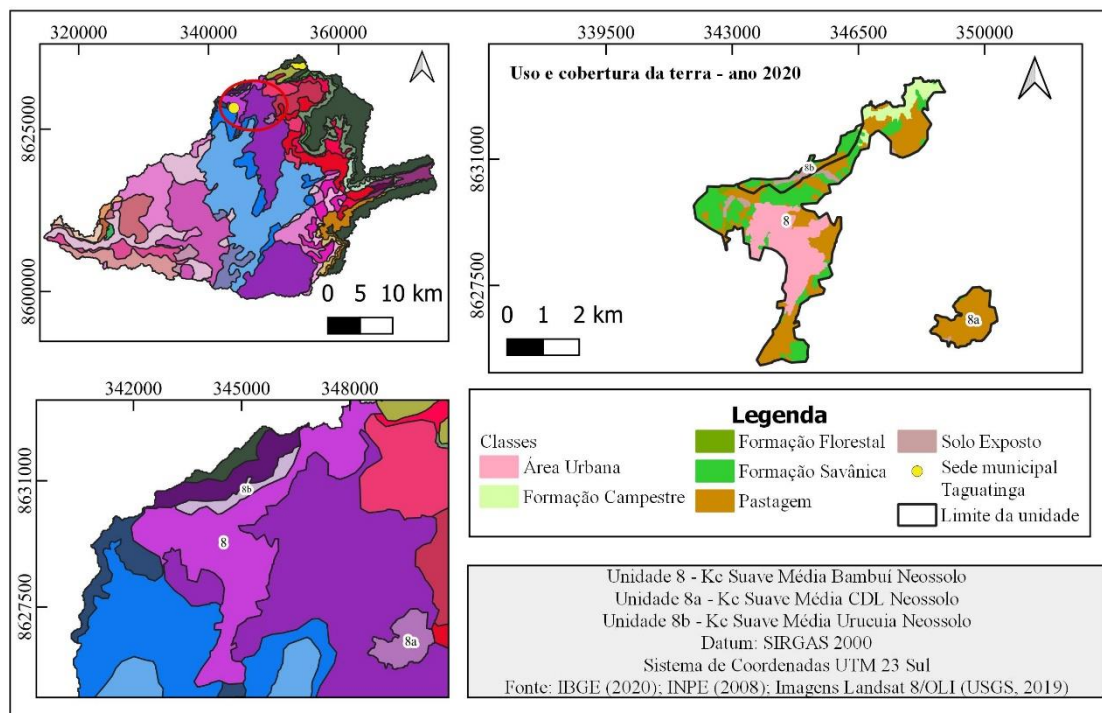 320000 340000 360000
8625000
8600000
0 5 10 km
339500 343000 346500 350000
Uso e cobertura da terra - ano 2020
8631000
8627500
8b
8
8a
0 1 2 km
342000 345000 348000
8631000
8627500
8b
8
8a
Legenda
Classes
Área Urbana
Formação Campestre
Formação Florestal
Formação Savânica
Pastagem
Solo Exposto
Sede municipal
Taguatinga
Limite da unidade
Unidade 8 - Kc Suave Média Bambuí Neossolo
Unidade 8a - Kc Suave Média CDL Neossolo
Unidade 8b - Kc Suave Média Urucuia Neossolo
Datum: SIRGAS 2000
Sistema de Coordenadas UTM 23 Sul
Fonte: IBGE (2020); INPE (2008); Imagens Landsat 8/OLI (USGS, 2019)